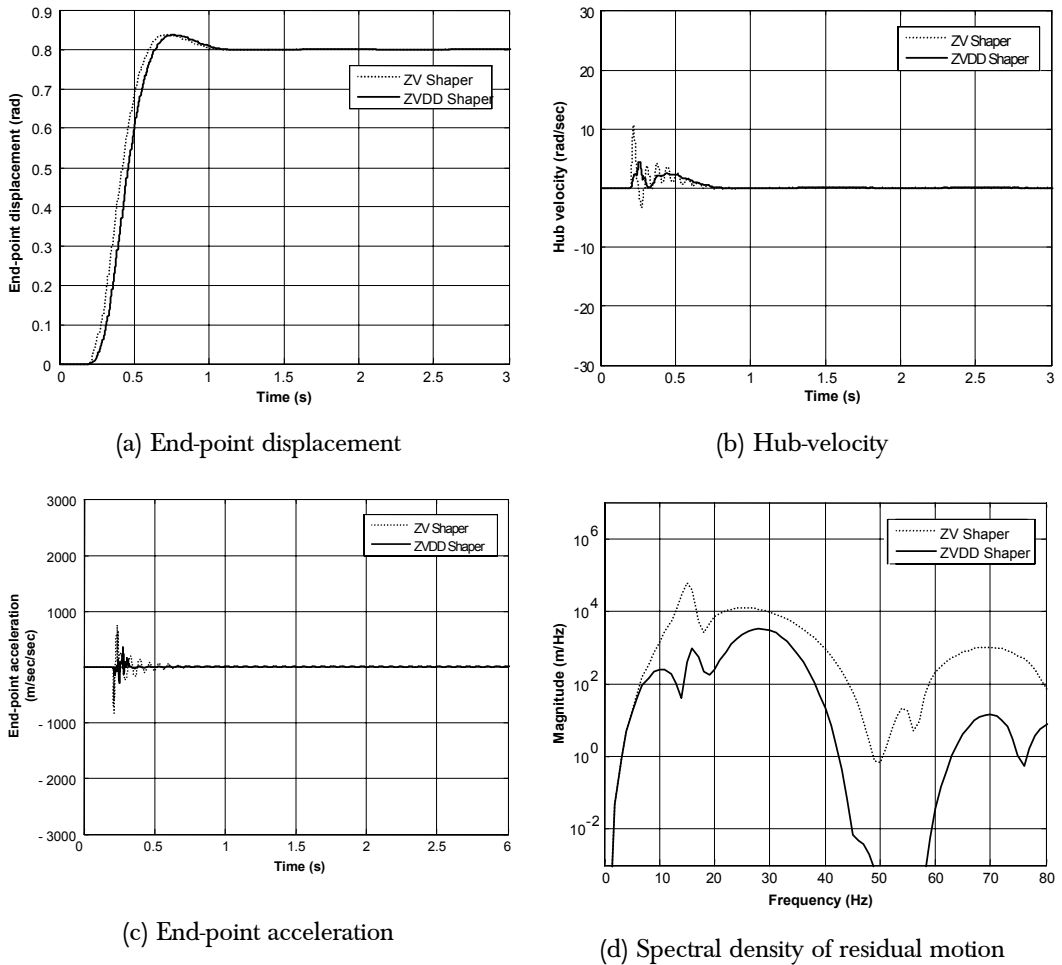 0.9
0.8
0.7
0.6
0.5
0.4
0.3
0.2
0.1
0
End-point displacement (rad)
ZV Shaper
ZVDD Shaper
0 0.5 1 1.5 2 2.5 3
Time (s)
(a) End-point displacement
30
20
10
0
-10
-20
-30
Hub velocity (rad/sec)
ZV Shaper
ZVDD Shaper
0 0.5 1 1.5 2 2.5 3
Time (s)
(b) Hub-velocity
3000
2000
1000
0
- 1000
-2000
- 3000
End-point acceleration
(m/sec/sec)
ZV Shaper
ZVDD Shaper
0 0.5 1 1.5 2 2.5 6
Time (s)
(c) End-point acceleration
10^6
10^4
10^2
10^0
10^-2
Magnitude (m/Hz)
ZV Shaper
ZVDD Shaper
0 10 20 30 40 50 60 70 80
Frequency (Hz)
(d) Spectral density of residual motion